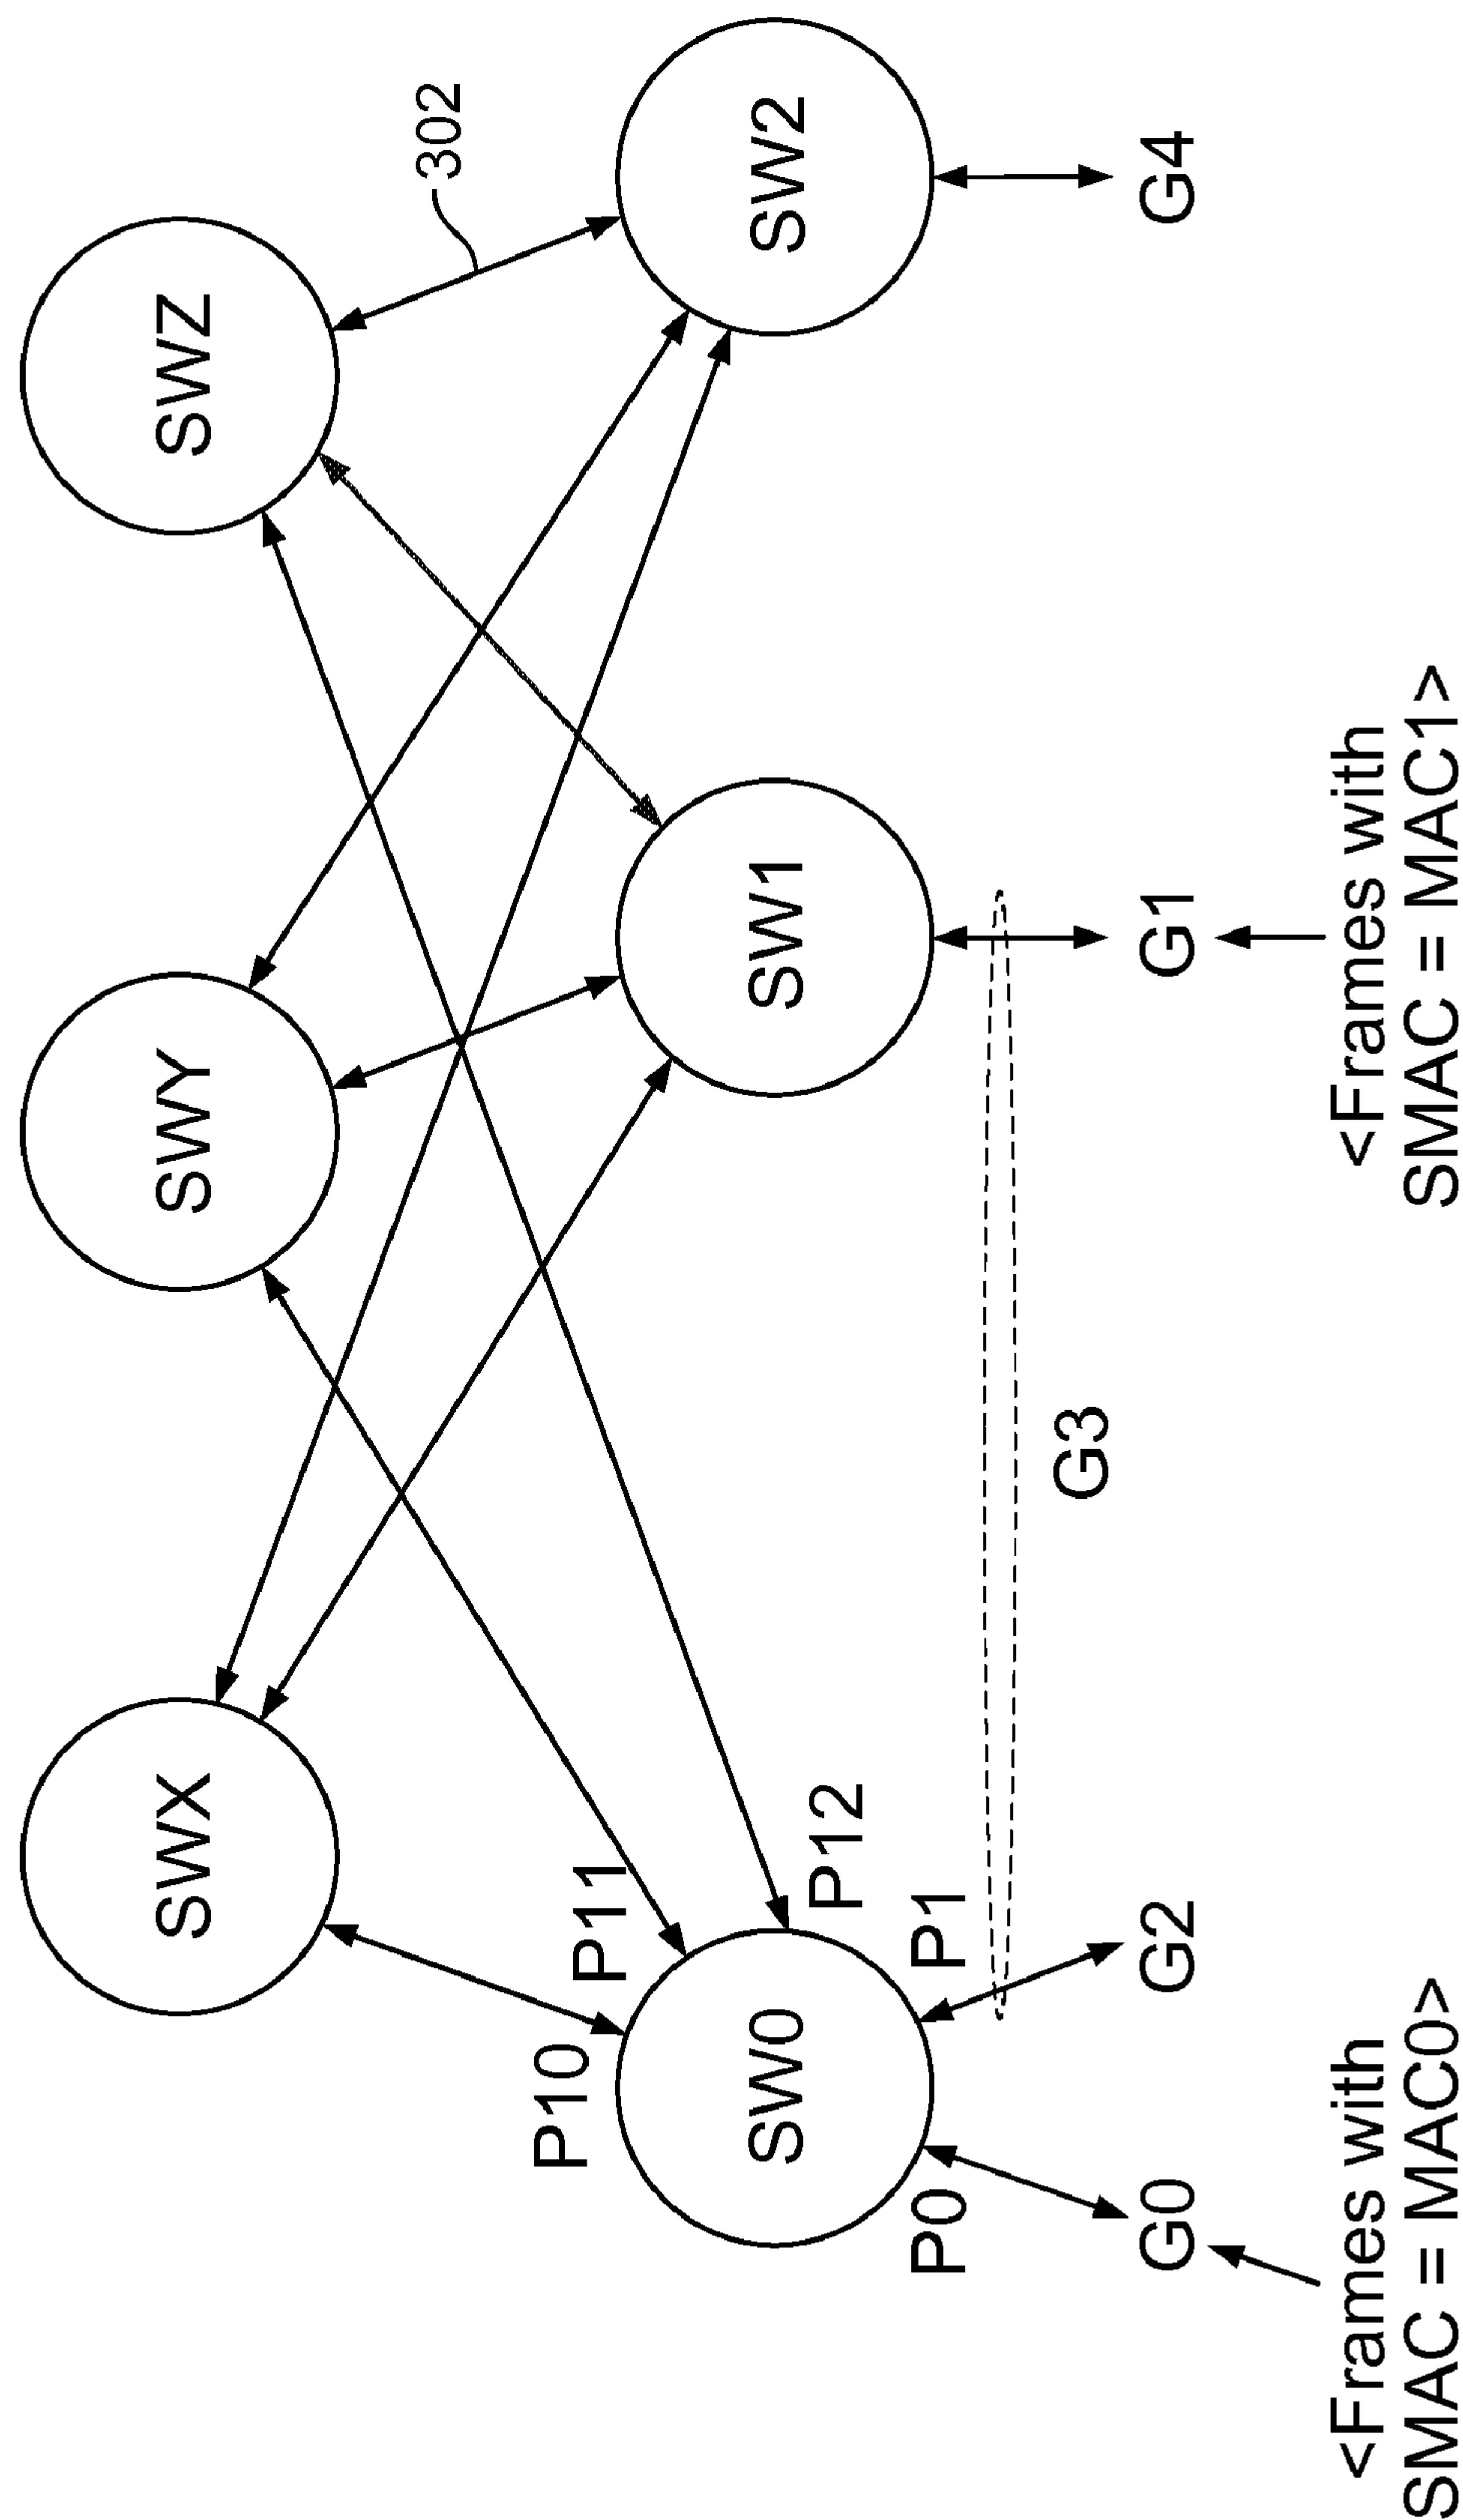 SWX
SWY
SWZ
302
P10
P11
P12
SW0
SW1
SW2
P0
P1
G3
G0
G2
G1
G4
<Frames with
SMAC = MAC0>
<Frames with
SMAC = MAC1>